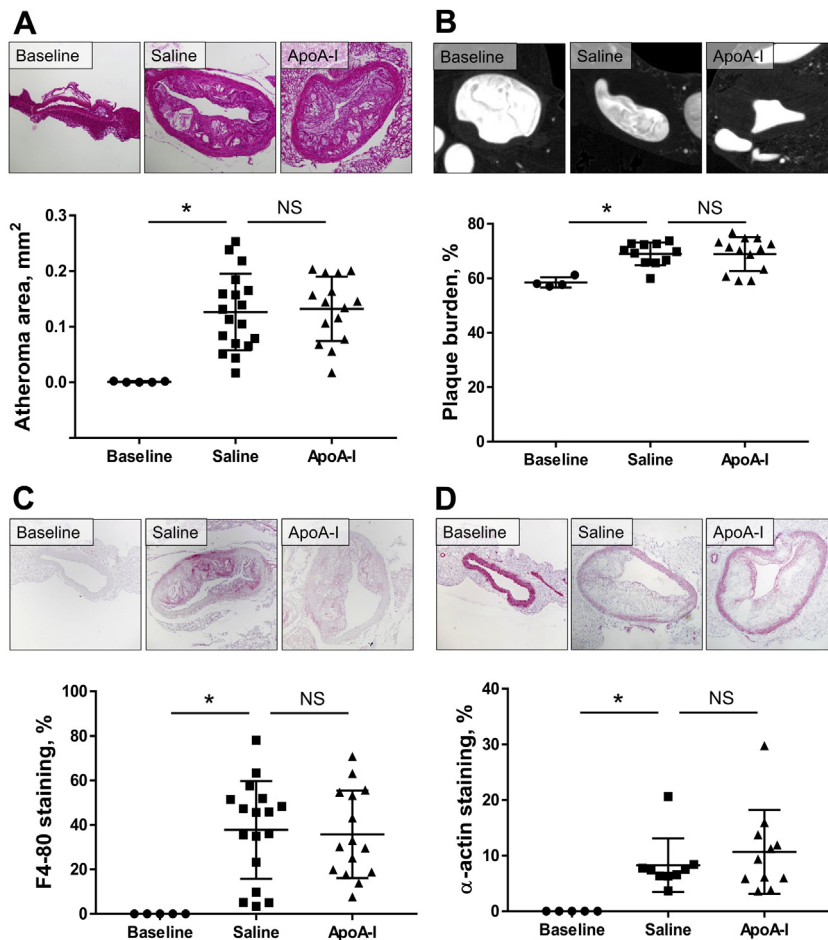 A
Baseline
Saline
ApoA-I
*
NS
Atheroma area, mm²
0.3
0.2
0.1
0.0
Baseline
Saline
ApoA-I
B
Baseline
Saline
ApoA-I
*
NS
Plaque burden, %
80
60
40
20
0
Baseline
Saline
ApoA-I
C
Baseline
Saline
ApoA-I
*
NS
F4-80 staining, %
100
80
60
40
20
0
Baseline
Saline
ApoA-I
D
Baseline
Saline
ApoA-I
*
NS
α-actin staining, %
40
30
20
10
0
Baseline
Saline
ApoA-I